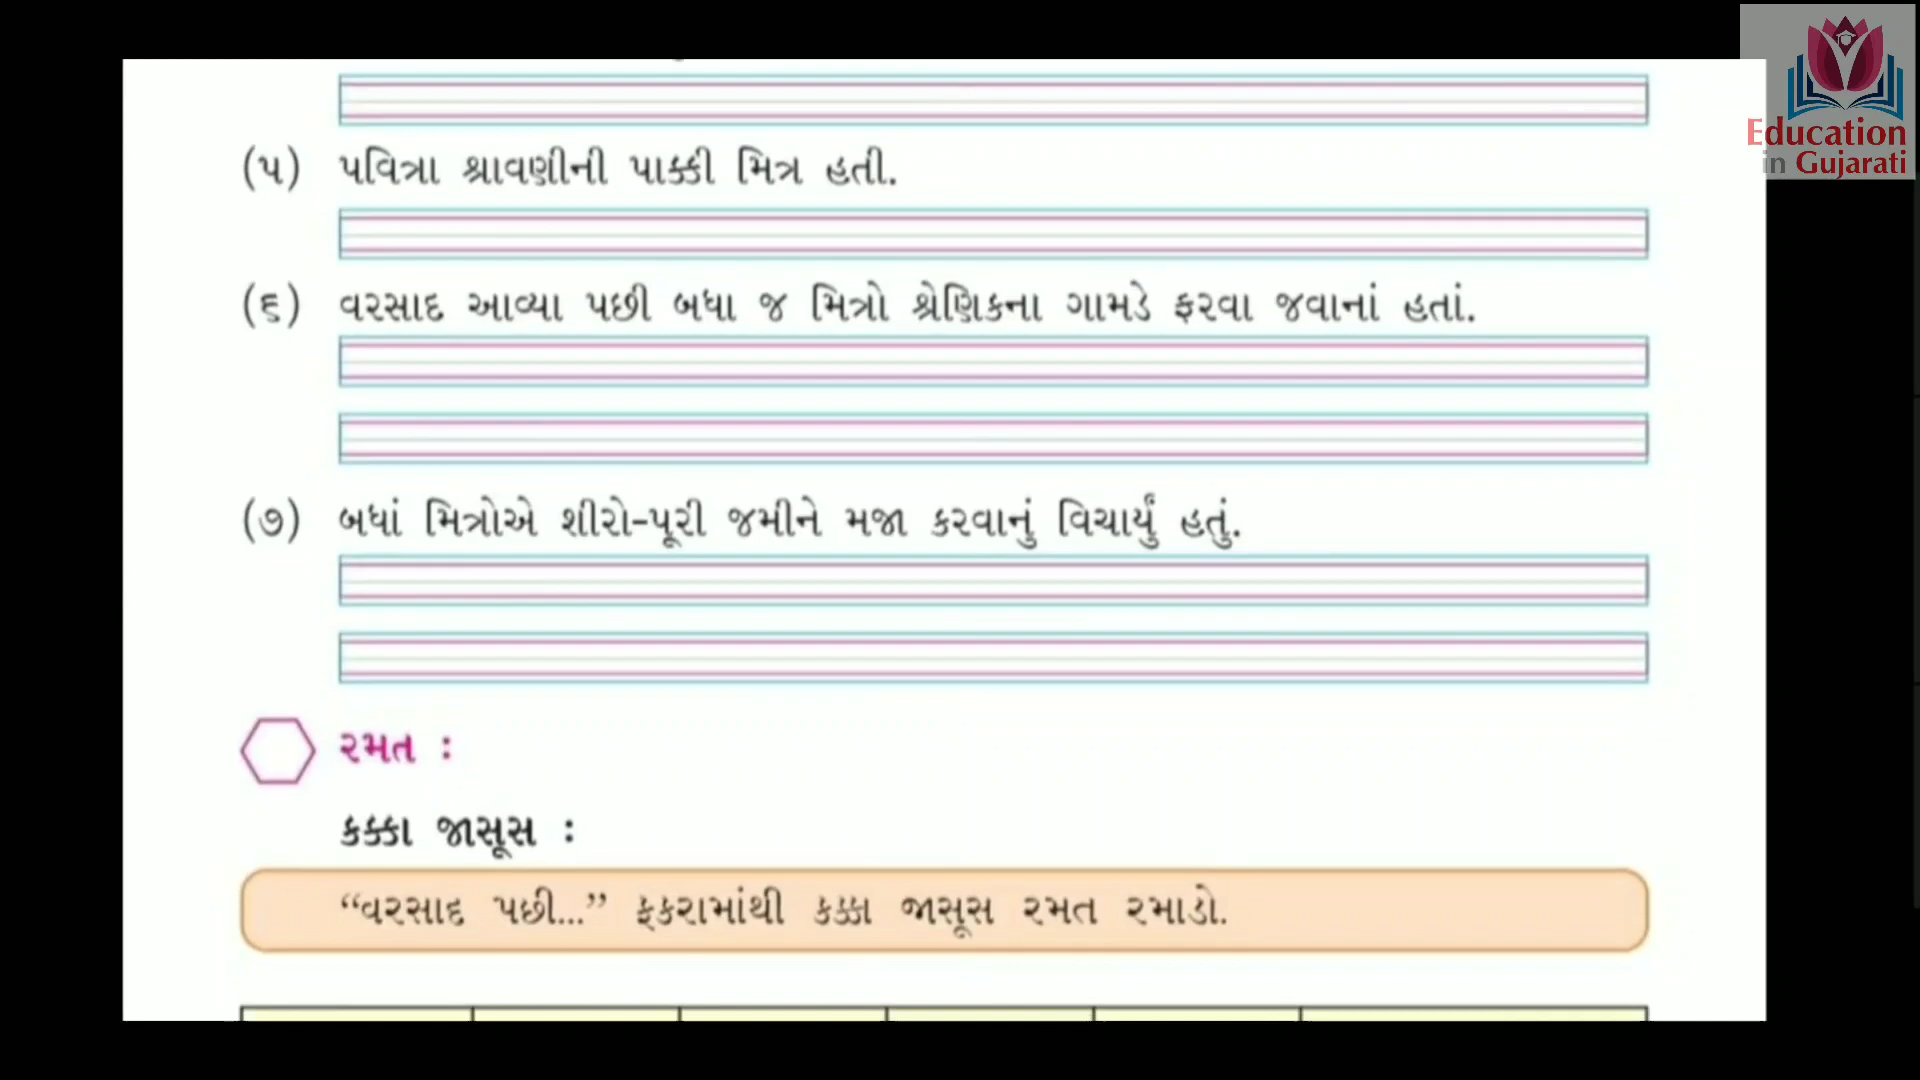 Education
in Gujarati
(૫) પવિત્રા શ્રાવણીની પાક્કી મિત્ર હતી.
(૬) વરસાદ આવ્યા પછી બધા જ મિત્રો શ્રેણિકના ગામડે ફરવા જવાનાં હતાં.
(૭) બધાં મિત્રોએ શીરો-પૂરી જમીને મજા કરવાનું વિચાર્યું હતું.
રમત :
કક્કા જાસૂસ :
“વરસાદ પછી...” ફકરામાંથી કક્કા જાસૂસ રમત રમાડો.